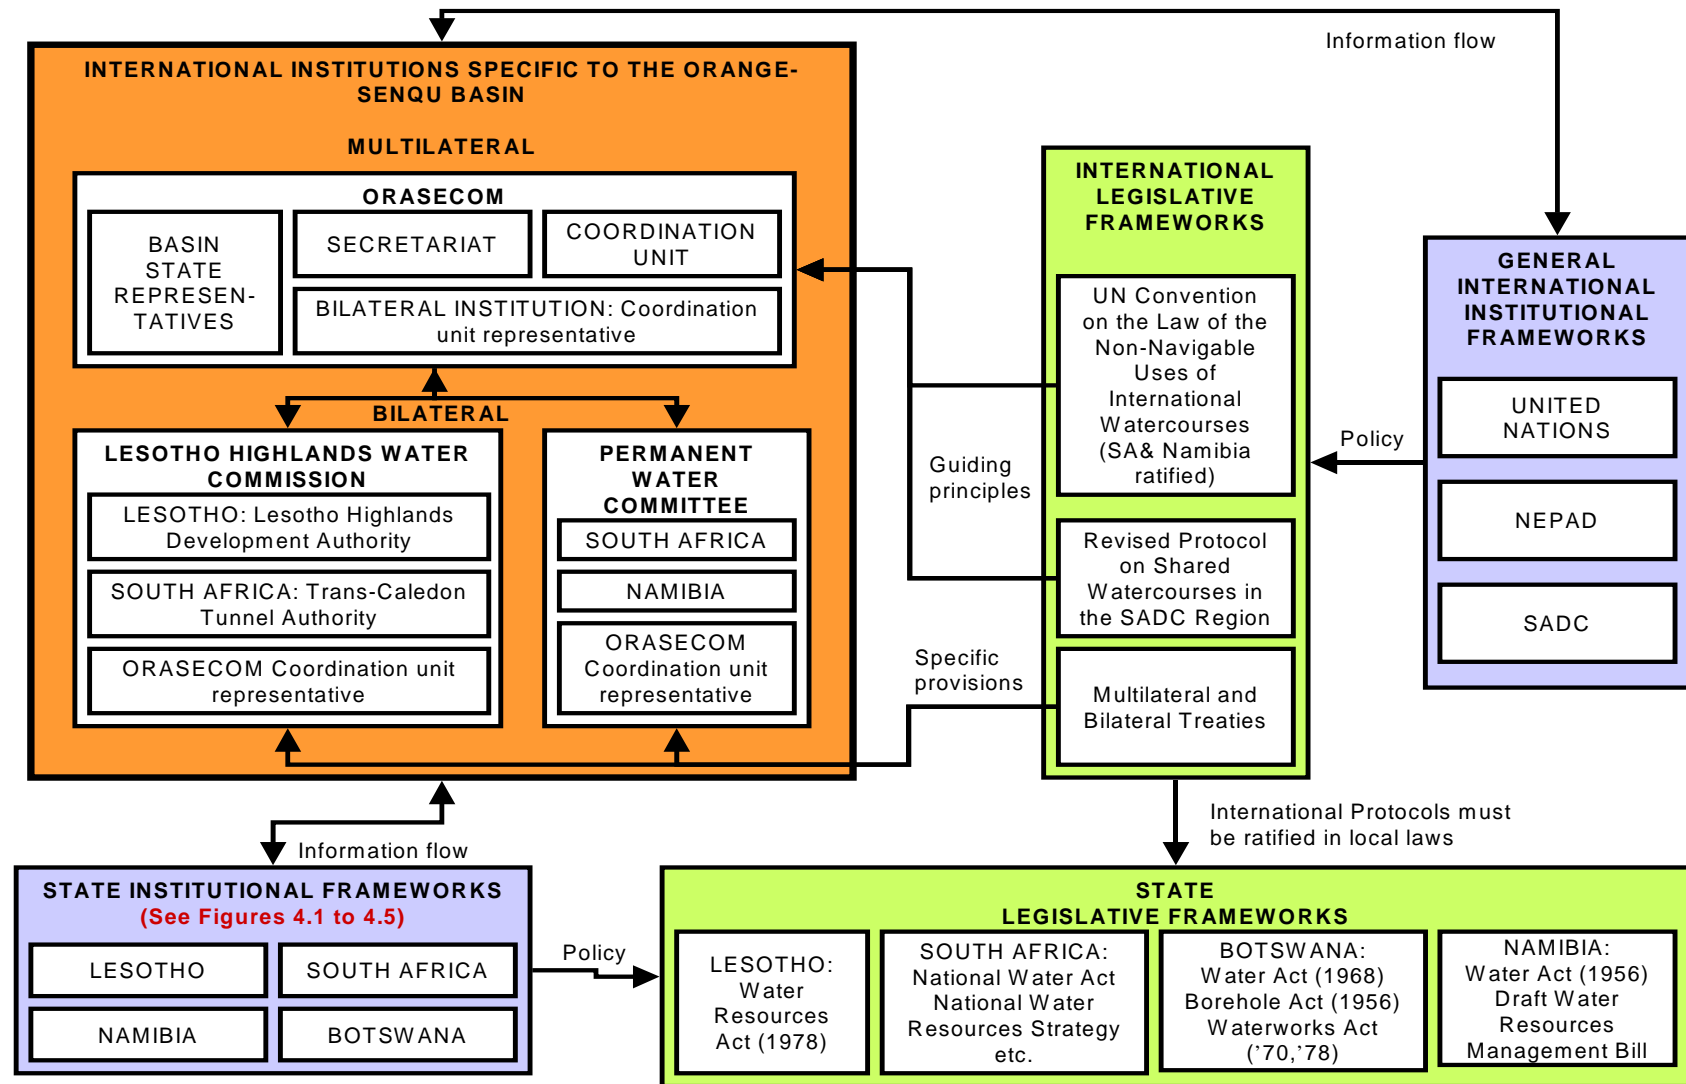 Information flow
INTERNATIONAL INSTITUTIONS SPECIFIC TO THE ORANGE-
SENQU BASIN
MULTILATERAL
ORASECOM
BASIN
STATE
REPRESEN-
TATIVES
SECRETARIAT
COORDINATION
UNIT
BILATERAL INSTITUTION: Coordination
unit representative
BILATERAL
LESOTHO HIGHLANDS WATER
COMMISSION
LESOTHO: Lesotho Highlands
Development Authority
SOUTH AFRICA: Trans-Caledon
Tunnel Authority
ORASECOM Coordination unit
representative
PERMANENT
WATER
COMMITTEE
SOUTH AFRICA
NAMIBIA
ORASECOM
Coordination unit
representative
Guiding
principles
Specific
provisions
INTERNATIONAL
LEGISLATIVE
FRAMEWORKS
UN Convention
on the Law of the
Non-Navigable
Uses of
International
Watercourses
(SA& Namibia
ratified)
Revised Protocol
on Shared
Watercourses in
the SADC Region
Multilateral and
Bilateral Treaties
Policy
GENERAL
INTERNATIONAL
INSTITUTIONAL
FRAMEWORKS
UNITED
NATIONS
NEPAD
SADC
International Protocols must
be ratified in local laws
Information flow
STATE INSTITUTIONAL FRAMEWORKS
(See Figures 4.1 to 4.5)
LESOTHO
SOUTH AFRICA
NAMIBIA
BOTSWANA
Policy
STATE
LEGISLATIVE FRAMEWORKS
LESOTHO:
Water
Resources
Act (1978)
SOUTH AFRICA:
National Water Act
National Water
Resources Strategy
etc.
BOTSWANA:
Water Act (1968)
Borehole Act (1956)
Waterworks Act
('70,'78)
NAMIBIA:
Water Act (1956)
Draft Water
Resources
Management Bill